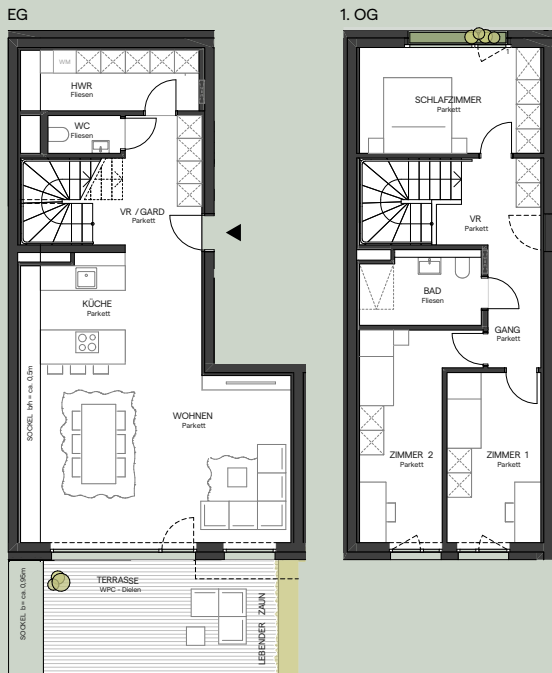 EG
WM
HWR
Fliesen
WC
Fliesen
VR / GARD
Parkett
KÜCHE
Parkett
SOCKEL b/h = ca. 0,5m
WOHNEN
Parkett
SOCKEL b= ca. 0,95m
TERRASSE
WPC - Dielen
LEBENDER ZAUN
1. OG
SCHLAFZIMMER
Parkett
VR
Parkett
BAD
Fliesen
GANG
Parkett
ZIMMER 2
Parkett
ZIMMER 1
Parkett